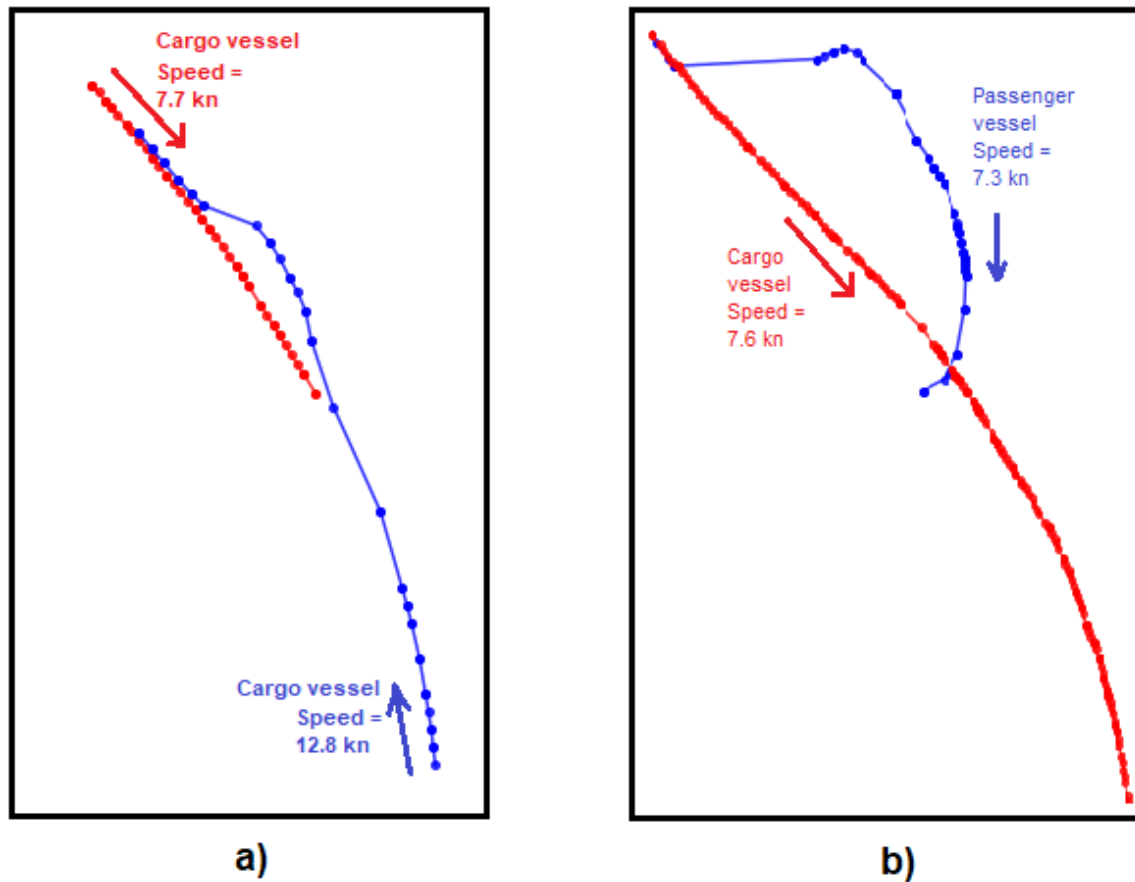 Cargo vessel
Speed =
7.7 kn
Cargo vessel
Speed =
12.8 kn
a)
Passenger
vessel
Speed =
7.3 kn
Cargo
vessel
Speed =
7.6 kn
b)